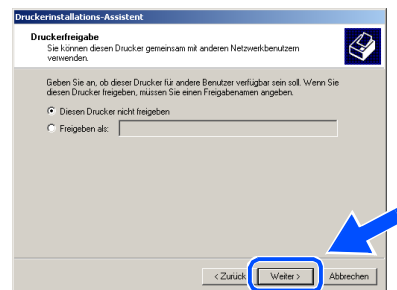 Druckerinstallations-Assistent
Druckerfreigabe
Sie können diesen Drucker gemeinsam mit anderen Netzwerkbenutzern
verwenden.
Geben Sie an, ob dieser Drucker für andere Benutzer verfügbar sein soll. Wenn Sie
diesen Drucker freigeben, müssen Sie einen Freigabenamen angeben.
Diesen Drucker nicht freigeben
Freigeben als:
< Zurück Weiter > Abbrechen